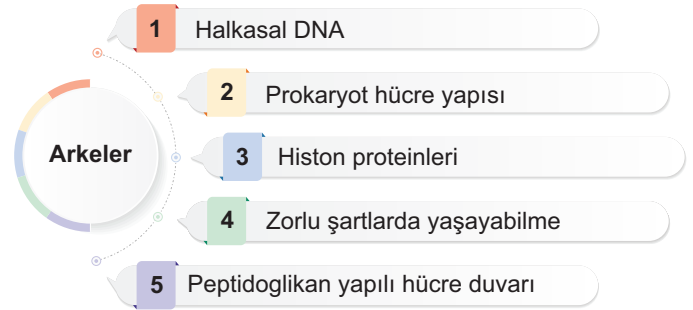 1 Halkasal DNA
2 Prokaryot hücre yapısı
Arkeler
3 Histon proteinleri
4 Zorlu şartlarda yaşayabilme
5 Peptidoglikan yapılı hücre duvarı